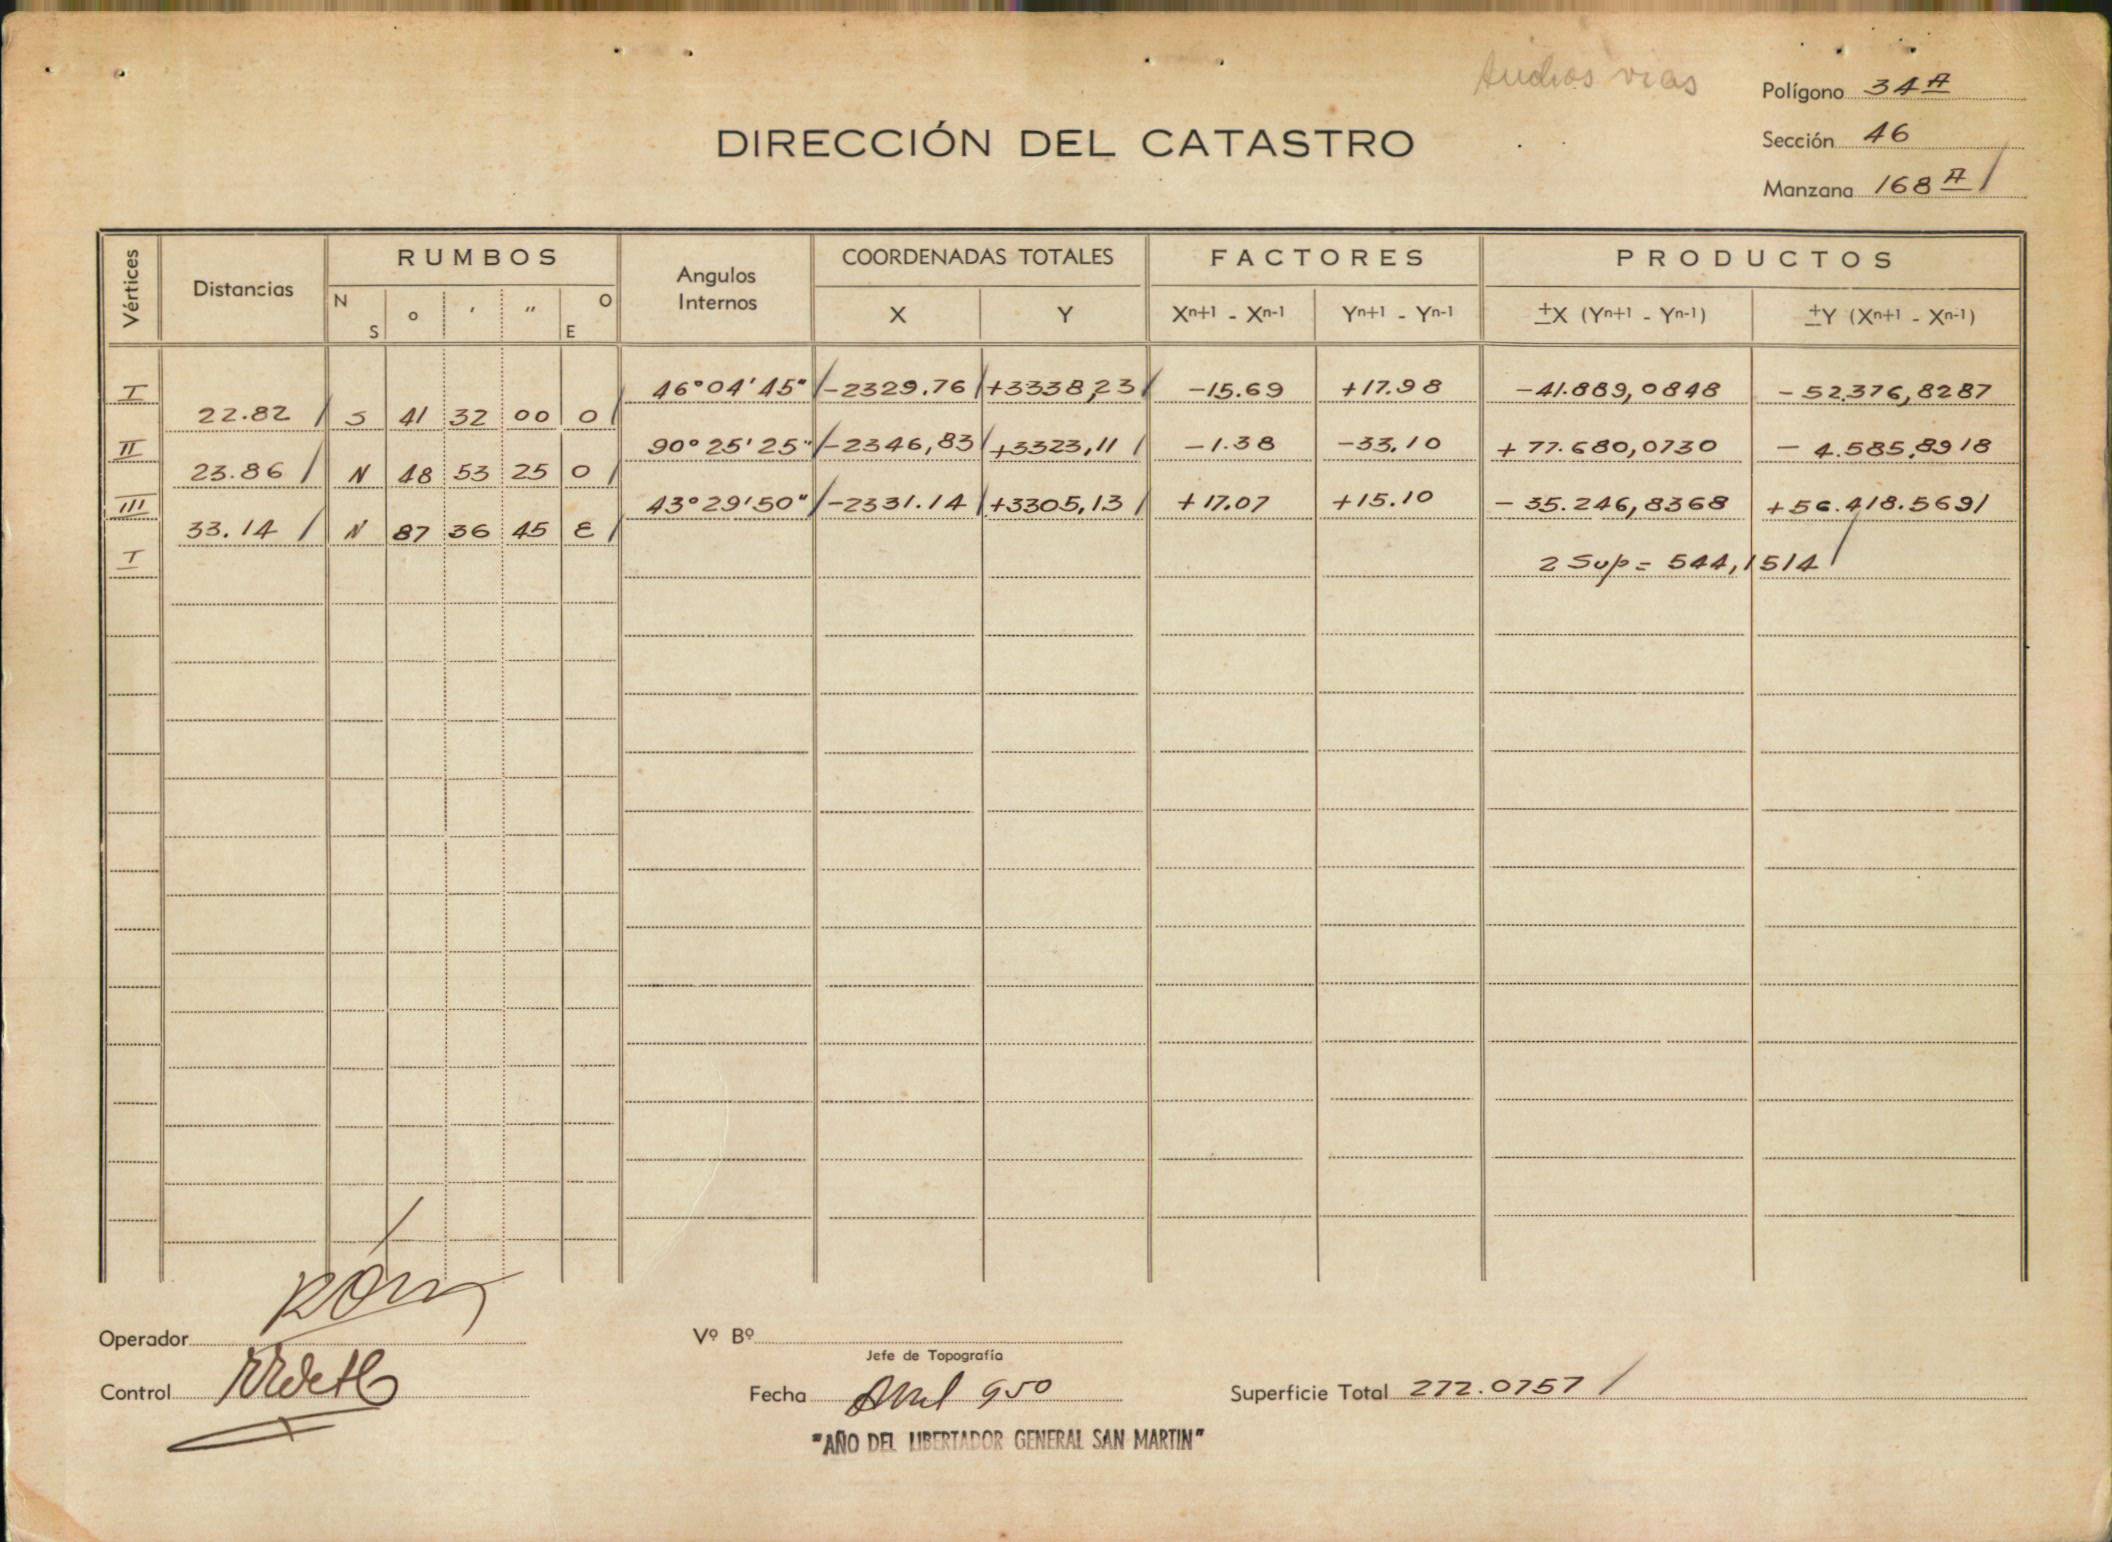 vias
Polígono 34 A
DIRECCIÓN DEL CATASTRO
Sección 46
Manzana 168 A
Vértices Distancias RUMBOS Angulos Internos COORDENADAS TOTALES FACTORES PRODUCTOS
N S o ' " O E X Y Xn+1 - Xn-1 Yn+1 - Yn-1 ±X (Yn+1 - Yn-1) ±Y (Xn+1 - Xn-1)
I 46°04'45" -2329.76 +3338,23 -15.69 +17.98 -41.889,0848 -52.376,8287
22.82 S 41 32 00 O
II 90°25'25" -2346,83 +3323,11 -1.38 -33,10 +77.680,0730 -4.585,8918
23.86 N 48 53 25 O
III 43°29'50" -2331.14 +3305,13 +17.07 +15.10 -35.246,8368 +56.418.5691
33.14 N 87 36 45 E
I 2 Sup = 544,1514
Operador Vº Bº
Jefe de Topografía
Control Fecha Abril 950 Superficie Total 272.0757
"AÑO DEL LIBERTADOR GENERAL SAN MARTIN"